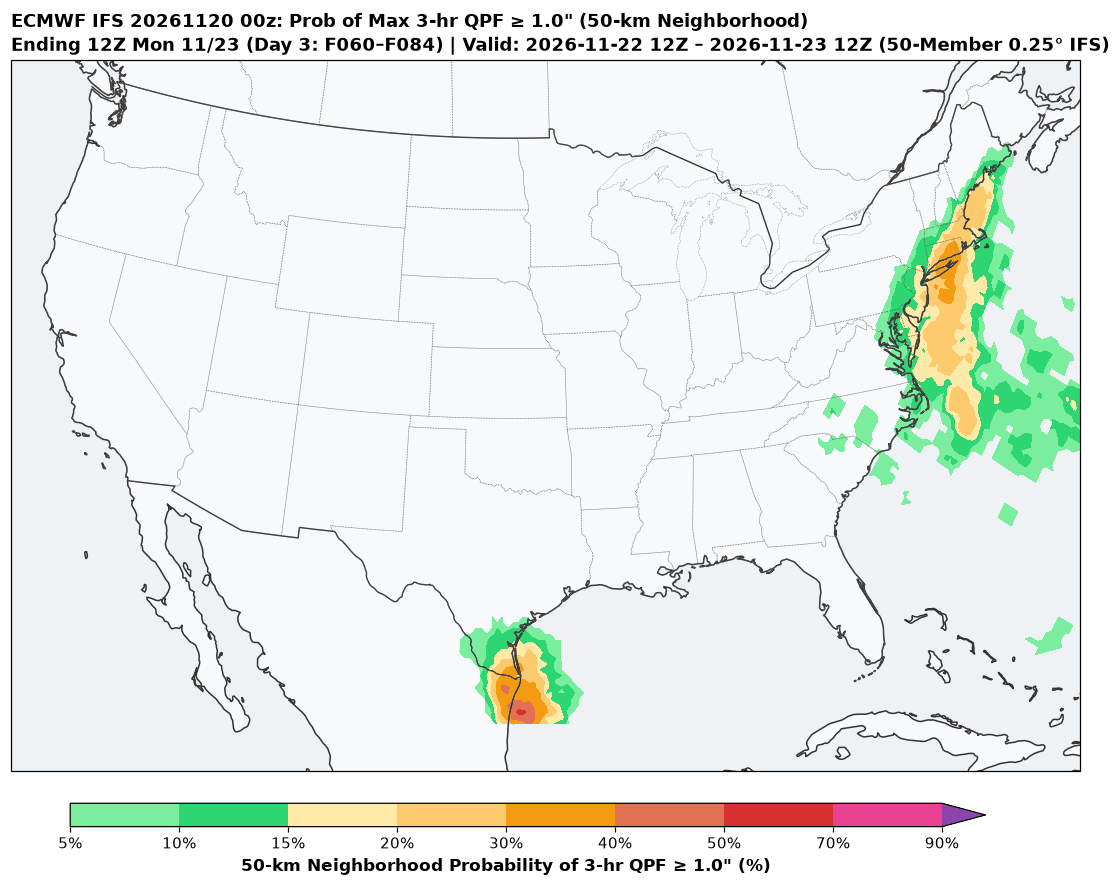 ECMWF IFS 20261120 00z: Prob of Max 3-hr QPF ≥ 1.0" (50-km Neighborhood)
Ending 12Z Mon 11/23 (Day 3: F060–F084) | Valid: 2026-11-22 12Z – 2026-11-23 12Z (50-Member 0.25° IFS)
5% 10% 15% 20% 30% 40% 50% 70% 90%
50-km Neighborhood Probability of 3-hr QPF ≥ 1.0" (%)